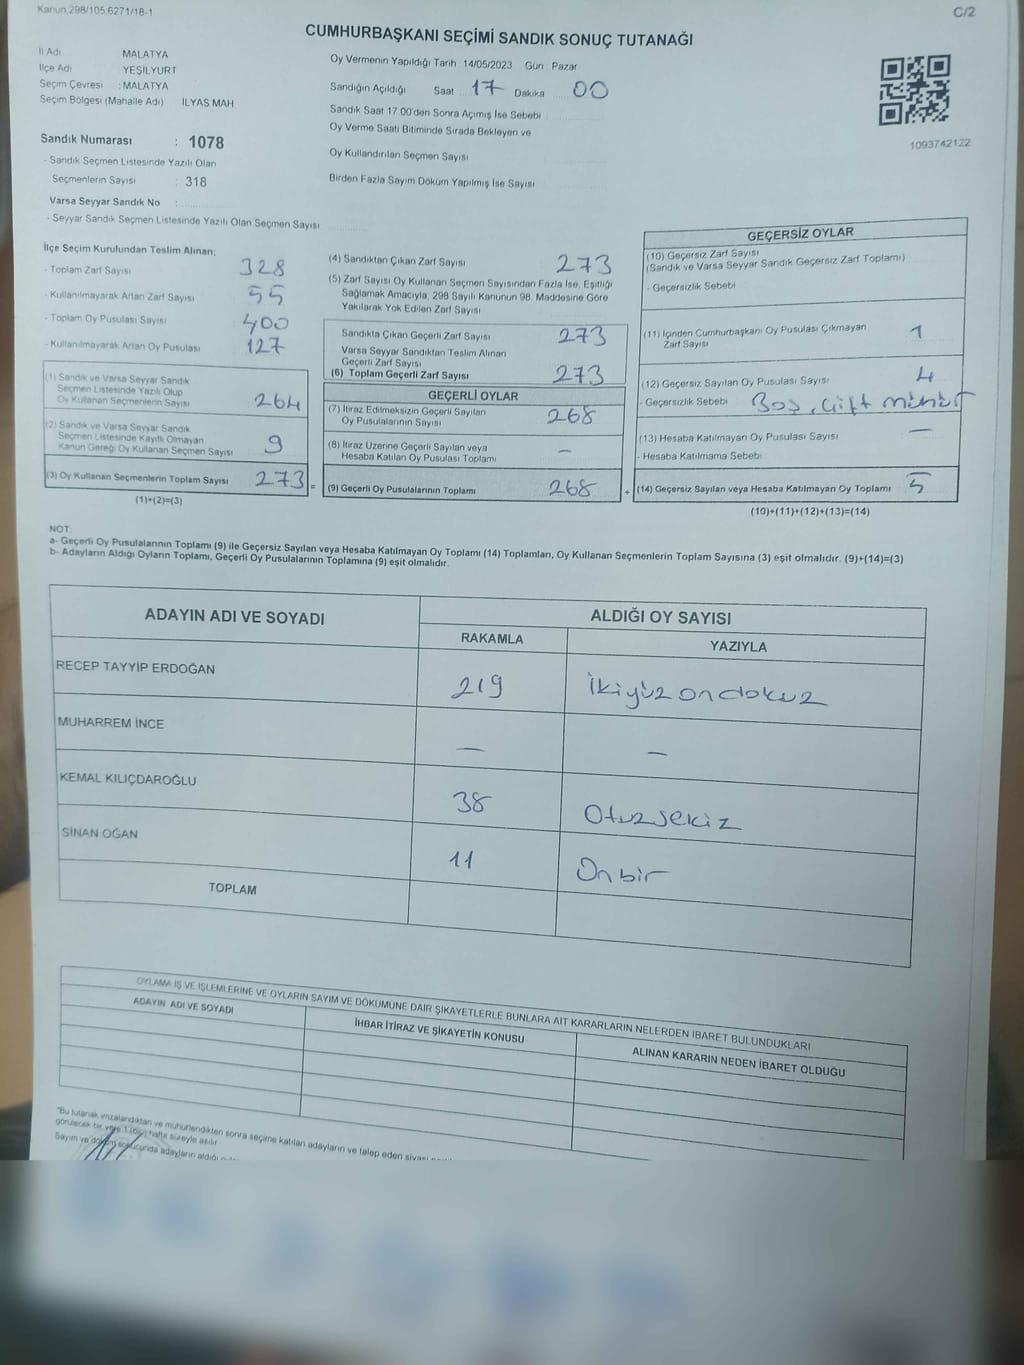 Kanun,298/105,6271/18-1
C/2
CUMHURBAŞKANI SEÇİMİ SANDIK SONUÇ TUTANAĞI
İl Adı MALATYA
İlçe Adı YEŞİLYURT
Seçim Çevresi : MALATYA
Seçim Bölgesi (Mahalle Adı) İLYAS MAH
Oy Vermenin Yapıldığı Tarih 14/05/2023 Gün Pazar
Sandığın Açıldığı Saat 17 Dakika 00
Sandık Saat 17 00'den Sonra Açımış İse Sebebi
Oy Verme Saati Bitiminde Sırada Bekleyen ve
Oy Kullandırılan Seçmen Sayısı
Birden Fazla Sayım Döküm Yapılmış İse Sayısı
1093742122
Sandık Numarası : 1078
- Sandık Seçmen Listesinde Yazılı Olan
Seçmenlerin Sayısı : 318
Varsa Seyyar Sandık No :
- Seyyar Sandık Seçmen Listesinde Yazılı Olan Seçmen Sayısı
İlçe Seçim Kurulundan Teslim Alınan;
- Toplam Zarf Sayısı 328
- Kullanılmayarak Artan Zarf Sayısı 55
- Toplam Oy Pusulası Sayısı 400
- Kullanılmayarak Artan Oy Pusulası 127
(1) Sandık ve Varsa Seyyar Sandık
Seçmen Listesinde Yazılı Olup
Oy Kullanan Seçmenlerin Sayısı 264
(2) Sandık ve Varsa Seyyar Sandık
Seçmen Listesinde Kayıtlı Olmayan
Kanun Gereği Oy Kullanan Seçmen Sayısı 9
(3) Oy Kullanan Seçmenlerin Toplam Sayısı 273 =
(1)+(2)=(3)
(4) Sandıktan Çıkan Zarf Sayısı 273
(5) Zarf Sayısı Oy Kullanan Seçmen Sayısından Fazla İse, Eşitliği
Sağlamak Amacıyla, 298 Sayılı Kanunun 98. Maddesine Göre
Yakılarak Yok Edilen Zarf Sayısı
Sandıkta Çıkan Geçerli Zarf Sayısı 273
Varsa Seyyar Sandıktan Teslim Alınan
Geçerli Zarf Sayısı
(6) Toplam Geçerli Zarf Sayısı 273
GEÇERLİ OYLAR
(7) İtiraz Edilmeksizin Geçerli Sayılan
Oy Pusulalarının Sayısı 268
(8) İtiraz Üzerine Geçerli Sayılan veya
Hesaba Katılan Oy Pusulası Toplamı –
(9) Geçerli Oy Pusulalarının Toplamı 268 +
GEÇERSİZ OYLAR
(10) Geçersiz Zarf Sayısı
(Sandık ve Varsa Seyyar Sandık Geçersiz Zarf Toplamı)
- Geçersizlik Sebebi
(11) İçinden Cumhurbaşkanı Oy Pusulası Çıkmayan
Zarf Sayısı 1
(12) Geçersiz Sayılan Oy Pusulası Sayısı 4
- Geçersizlik Sebebi Boş, Çift mühür
(13) Hesaba Katılmayan Oy Pusulası Sayısı –
- Hesaba Katılmama Sebebi
(14) Geçersiz Sayılan veya Hesaba Katılmayan Oy Toplamı 5
(10)+(11)+(12)+(13)=(14)
NOT:
a- Geçerli Oy Pusulalarının Toplamı (9) ile Geçersiz Sayılan veya Hesaba Katılmayan Oy Toplamı (14) Toplamları, Oy Kullanan Seçmenlerin Toplam Sayısına (3) eşit olmalıdır. (9)+(14)=(3)
b- Adayların Aldığı Oyların Toplamı, Geçerli Oy Pusulalarının Toplamına (9) eşit olmalıdır.
ADAYIN ADI VE SOYADI
ALDIĞI OY SAYISI
RAKAMLA YAZIYLA
RECEP TAYYİP ERDOĞAN 219 ikiyüzondokuz
MUHARREM İNCE – –
KEMAL KILIÇDAROĞLU 38 Otuzsekiz
SİNAN OĞAN 11 Onbir
TOPLAM
OYLAMA İŞ VE İŞLEMLERİNE VE OYLARIN SAYIM VE DÖKÜMÜNE DAİR ŞİKAYETLERLE BUNLARA AİT KARARLARIN NELERDEN İBARET BULUNDUKLARI
ADAYIN ADI VE SOYADI
İHBAR İTİRAZ VE ŞİKAYETİN KONUSU
ALINAN KARARIN NEDEN İBARET OLDUĞU
*Bu tutanak imzalandıktan ve mühürlendikten sonra seçime katılan adayların ve talep eden siyasi
görülecek bir yere 1 (bir) hafta süreyle asılır
Sayım ve döküm sonucunda adayların aldığı